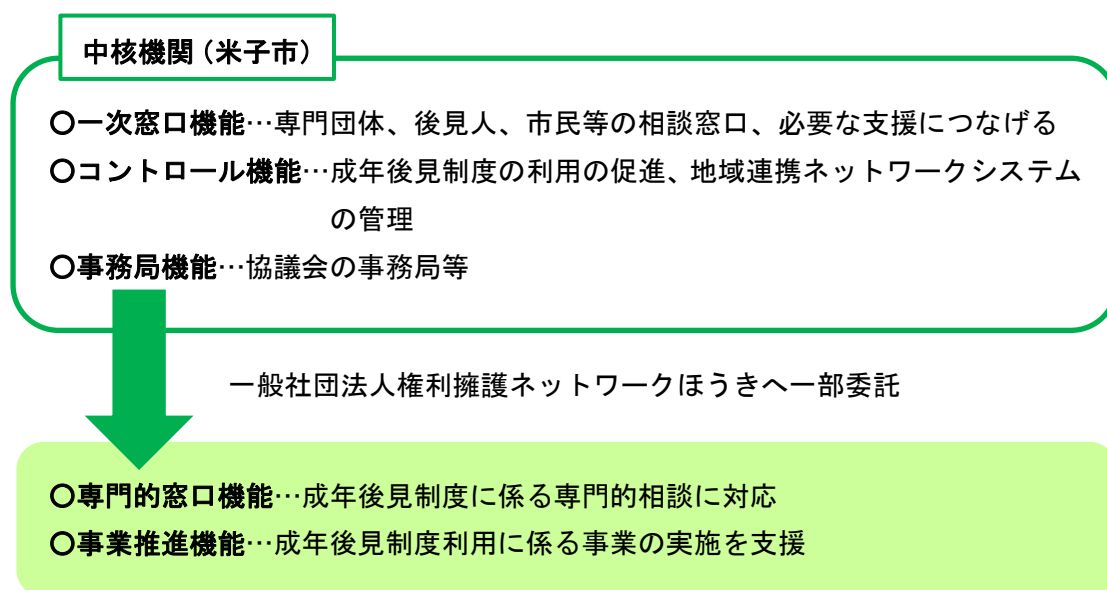 中核機関（米子市）
○一次窓口機能…専門団体、後見人、市民等の相談窓口、必要な支援につなげる
○コントロール機能…成年後見制度の利用の促進、地域連携ネットワークシステム
の管理
○事務局機能…協議会の事務局等
一般社団法人権利擁護ネットワークほうきへ一部委託
○専門的窓口機能…成年後見制度に係る専門的相談に対応
○事業推進機能…成年後見制度利用に係る事業の実施を支援